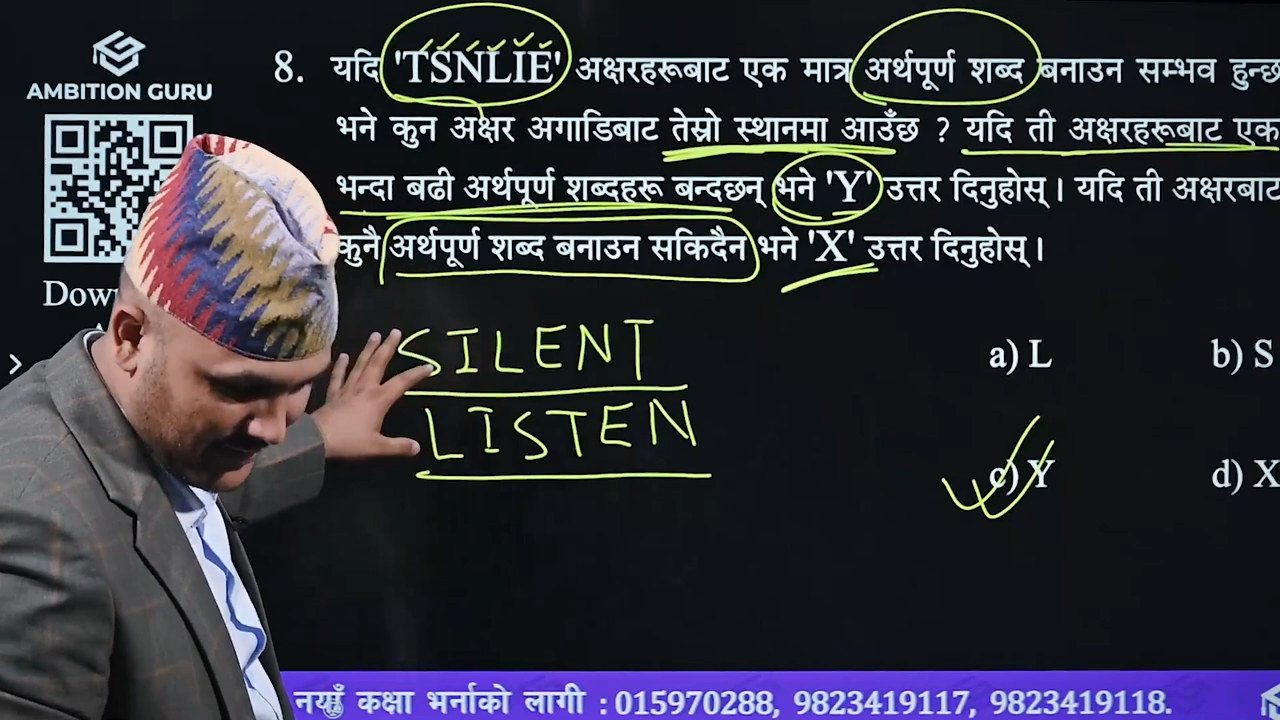 AMBITION GURU
8. यदि 'TSNLIE' अक्षरहरूबाट एक मात्र अर्थपूर्ण शब्द बनाउन सम्भव हुन्छ
भने कुन अक्षर अगाडिबाट तेस्रो स्थानमा आउँछ ? यदि ती अक्षरहरूबाट एक
भन्दा बढी अर्थपूर्ण शब्दहरू बन्दछन् भने 'Y' उत्तर दिनुहोस् । यदि ती अक्षरबाट
कुनै अर्थपूर्ण शब्द बनाउन सकिदैन भने 'X' उत्तर दिनुहोस् ।
SILENT
LISTEN
a) L b) S
c) Y d) X
नयाँ कक्षा भर्नाको लागी : 015970288, 9823419117, 9823419118.